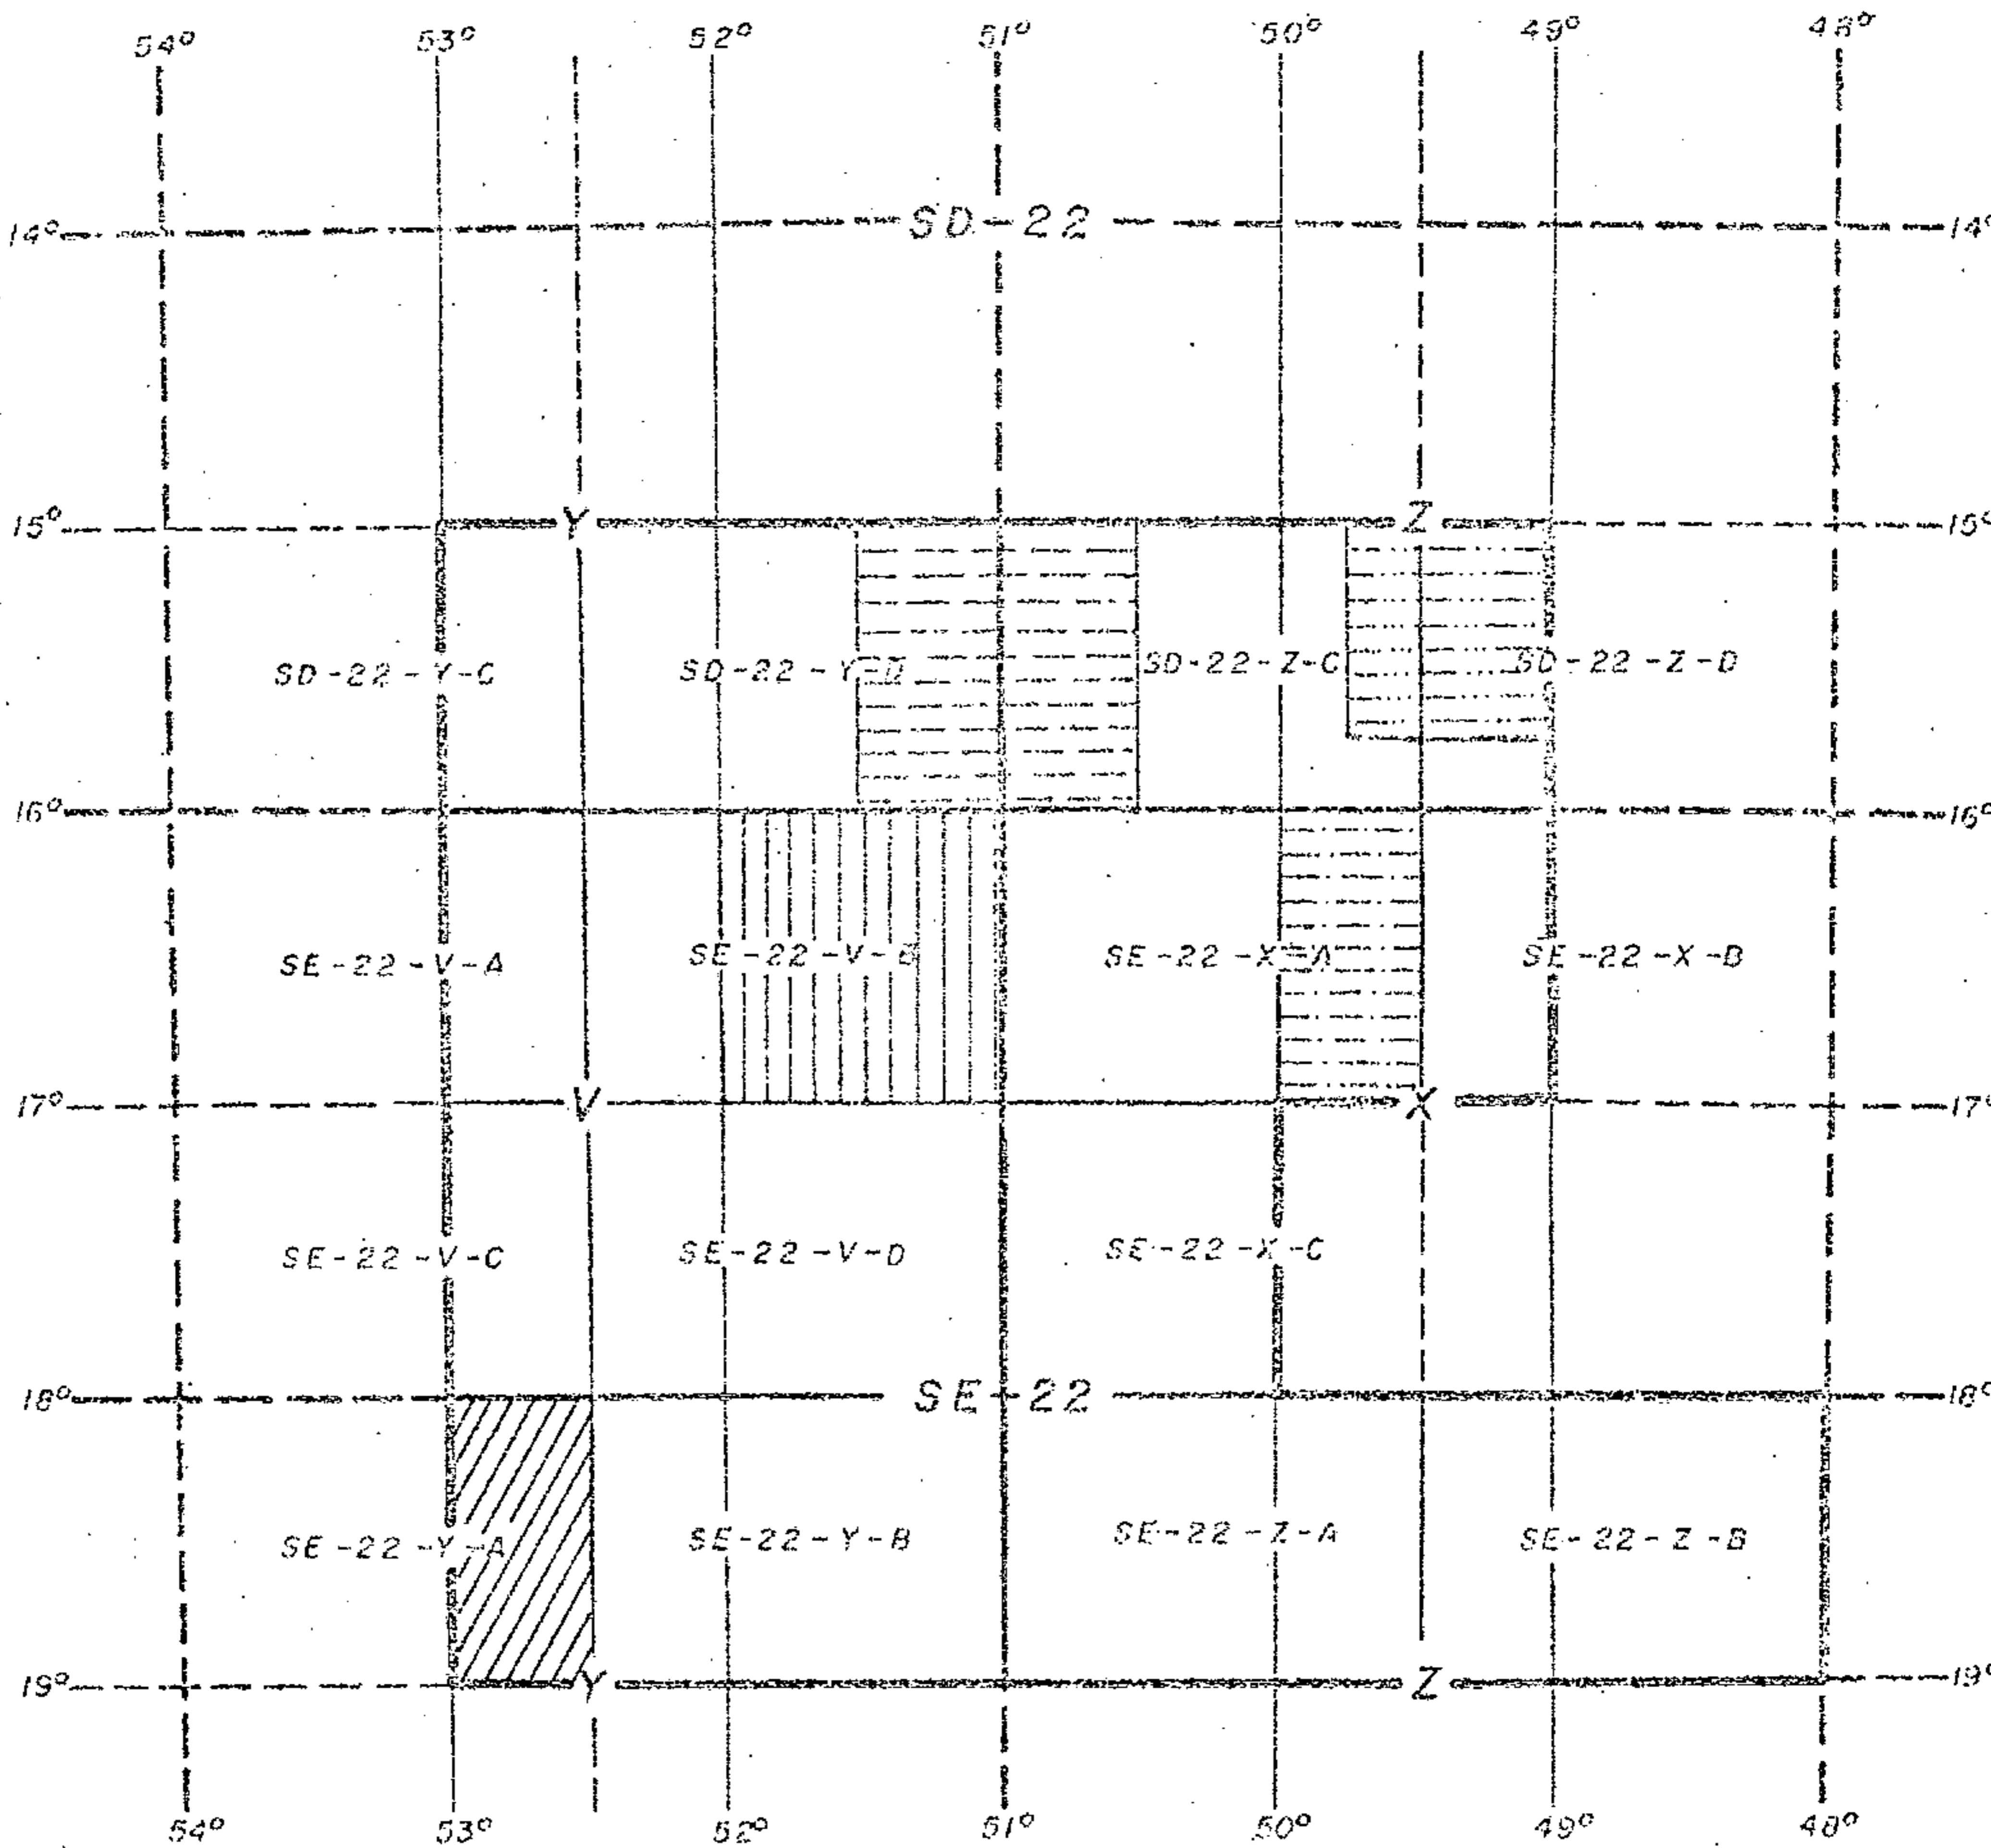 54° 53° 52° 51° 50° 49° 48°
14° SD-22 14°
15° Y Z 15°
SD-22-Y-C SD-22-Y-D SD-22-Z-C SD-22-Z-D
16° 16°
SE-22-V-A SE-22-V-B SE-22-X-A SE-22-X-B
17° V X 17°
SE-22-V-C SE-22-V-D SE-22-X-C
18° SE-22 18°
SE-22-Y-A SE-22-Y-B SE-22-Z-A SE-22-Z-B
19° Y Z 19°
54° 53° 52° 51° 50° 49° 48°